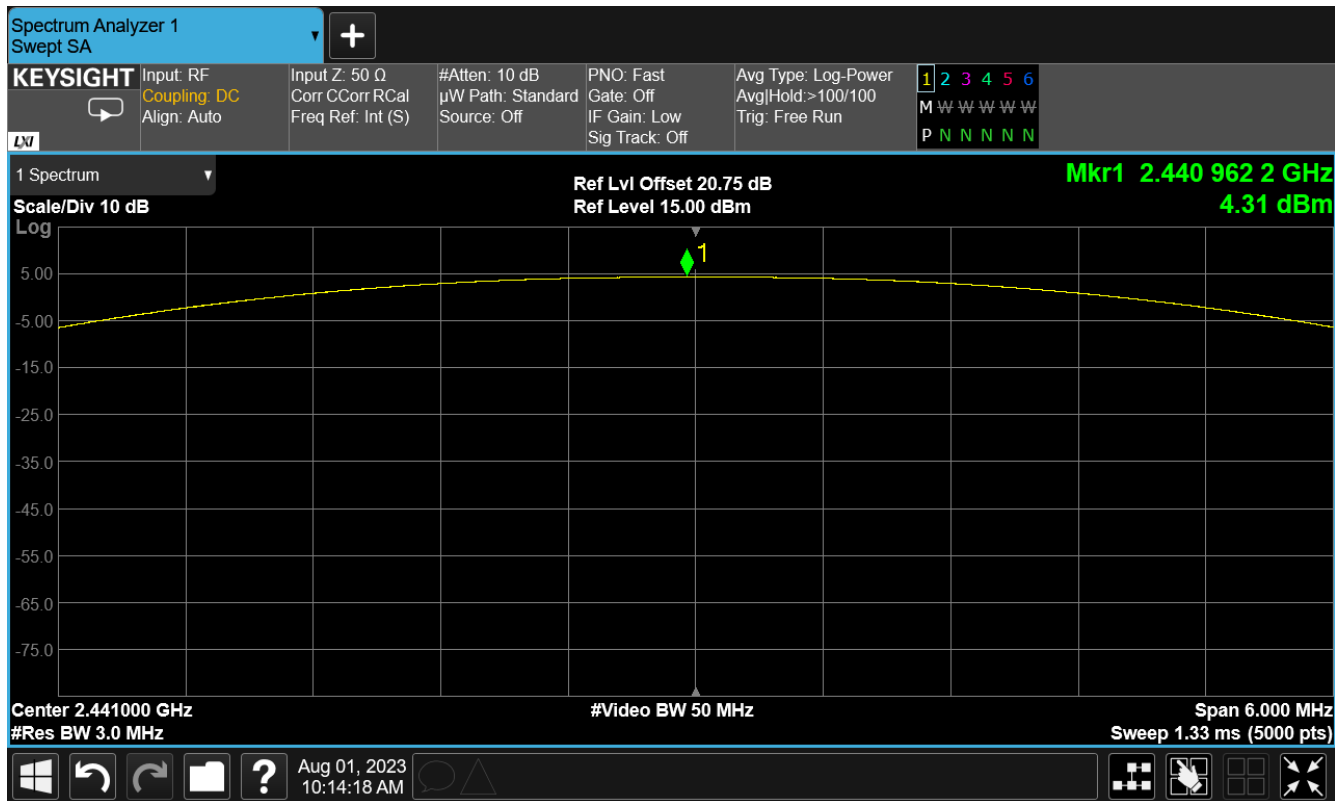 Spectrum Analyzer 1
Swept SA
KEYSIGHT
LXI
Input: RF
Coupling: DC
Align: Auto
Input Z: 50 Ω
Corr CCorr RCal
Freq Ref: Int (S)
#Atten: 10 dB
µW Path: Standard
Source: Off
PNO: Fast
Gate: Off
IF Gain: Low
Sig Track: Off
Avg Type: Log-Power
Avg|Hold:>100/100
Trig: Free Run
1 2 3 4 5 6
M W W W W W
P N N N N N
1 Spectrum
Scale/Div 10 dB
Ref Lvl Offset 20.75 dB
Ref Level 15.00 dBm
Mkr1 2.440 962 2 GHz
4.31 dBm
Log
1
5.00
-5.00
-15.0
-25.0
-35.0
-45.0
-55.0
-65.0
-75.0
Center 2.441000 GHz
#Video BW 50 MHz
Span 6.000 MHz
#Res BW 3.0 MHz
Sweep 1.33 ms (5000 pts)
?
Aug 01, 2023
10:14:18 AM